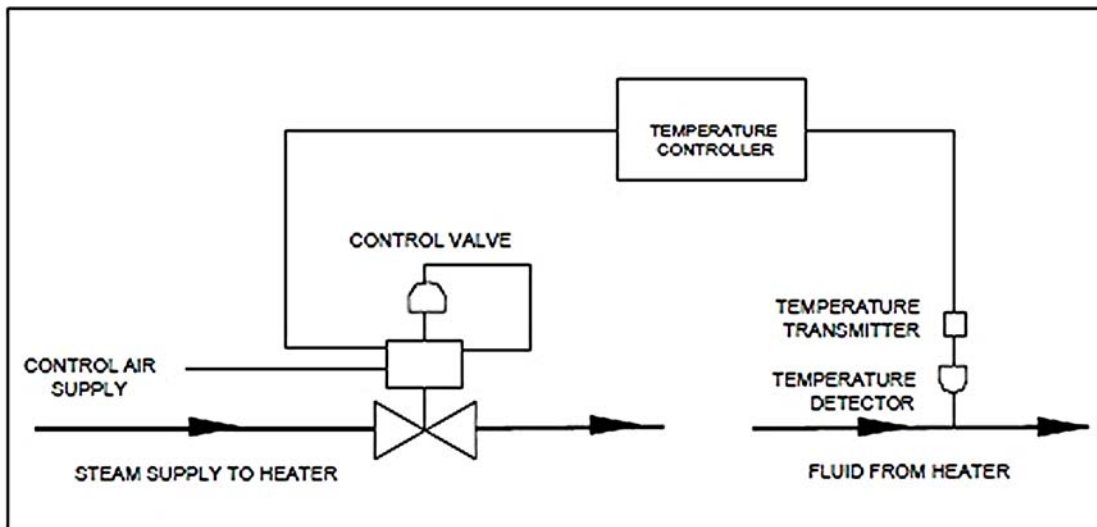 TEMPERATURE
CONTROLLER
CONTROL VALVE
TEMPERATURE
TRANSMITTER
CONTROL AIR
SUPPLY
TEMPERATURE
DETECTOR
STEAM SUPPLY TO HEATER
FLUID FROM HEATER